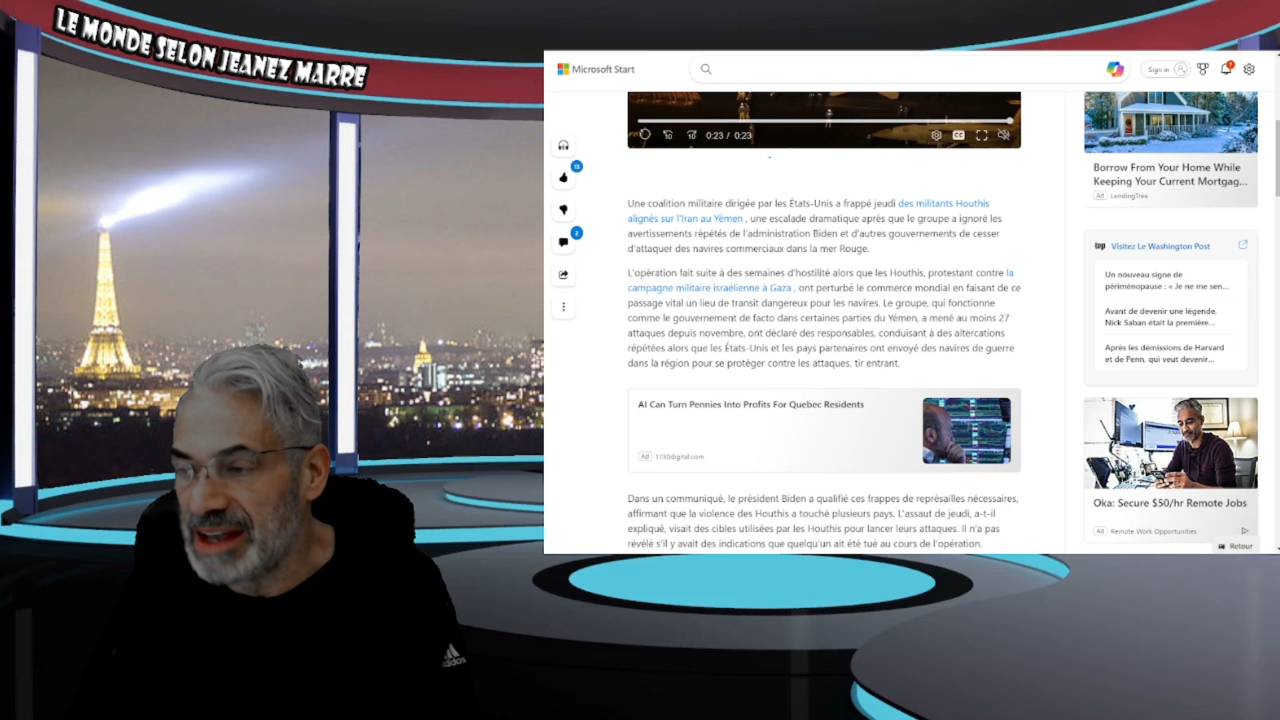 LE MONDE SELON JEANEZ MARRE
Microsoft Start
Sign in
0:23 / 0:23
CC
13
2
Une coalition militaire dirigée par les États-Unis a frappé jeudi des militants Houthis
alignés sur l'Iran au Yémen , une escalade dramatique après que le groupe a ignoré les
avertissements répétés de l'administration Biden et d'autres gouvernements de cesser
d'attaquer des navires commerciaux dans la mer Rouge.
L'opération fait suite à des semaines d'hostilité alors que les Houthis, protestant contre la
campagne militaire israélienne à Gaza , ont perturbé le commerce mondial en faisant de ce
passage vital un lieu de transit dangereux pour les navires. Le groupe, qui fonctionne
comme le gouvernement de facto dans certaines parties du Yémen, a mené au moins 27
attaques depuis novembre, ont déclaré des responsables, conduisant à des altercations
répétées alors que les États-Unis et les pays partenaires ont envoyé des navires de guerre
dans la région pour se protéger contre les attaques. tir entrant.
AI Can Turn Pennies Into Profits For Quebec Residents
Ad 1730digital.com
Dans un communiqué, le président Biden a qualifié ces frappes de représailles nécessaires,
affirmant que la violence des Houthis a touché plusieurs pays. L'assaut de jeudi, a-t-il
expliqué, visait des cibles utilisées par les Houthis pour lancer leurs attaques. Il n'a pas
révélé s'il y avait des indications que quelqu'un ait été tué au cours de l'opération.
Borrow From Your Home While
Keeping Your Current Mortgag...
Ad LendingTree
Visitez Le Washington Post
Un nouveau signe de
périménopause : « Je ne me sen...
Avant de devenir une légende,
Nick Saban était la première...
Après les démissions de Harvard
et de Penn, qui veut devenir...
Oka: Secure $50/hr Remote Jobs
Ad Remote Work Opportunities
Retour
adidas